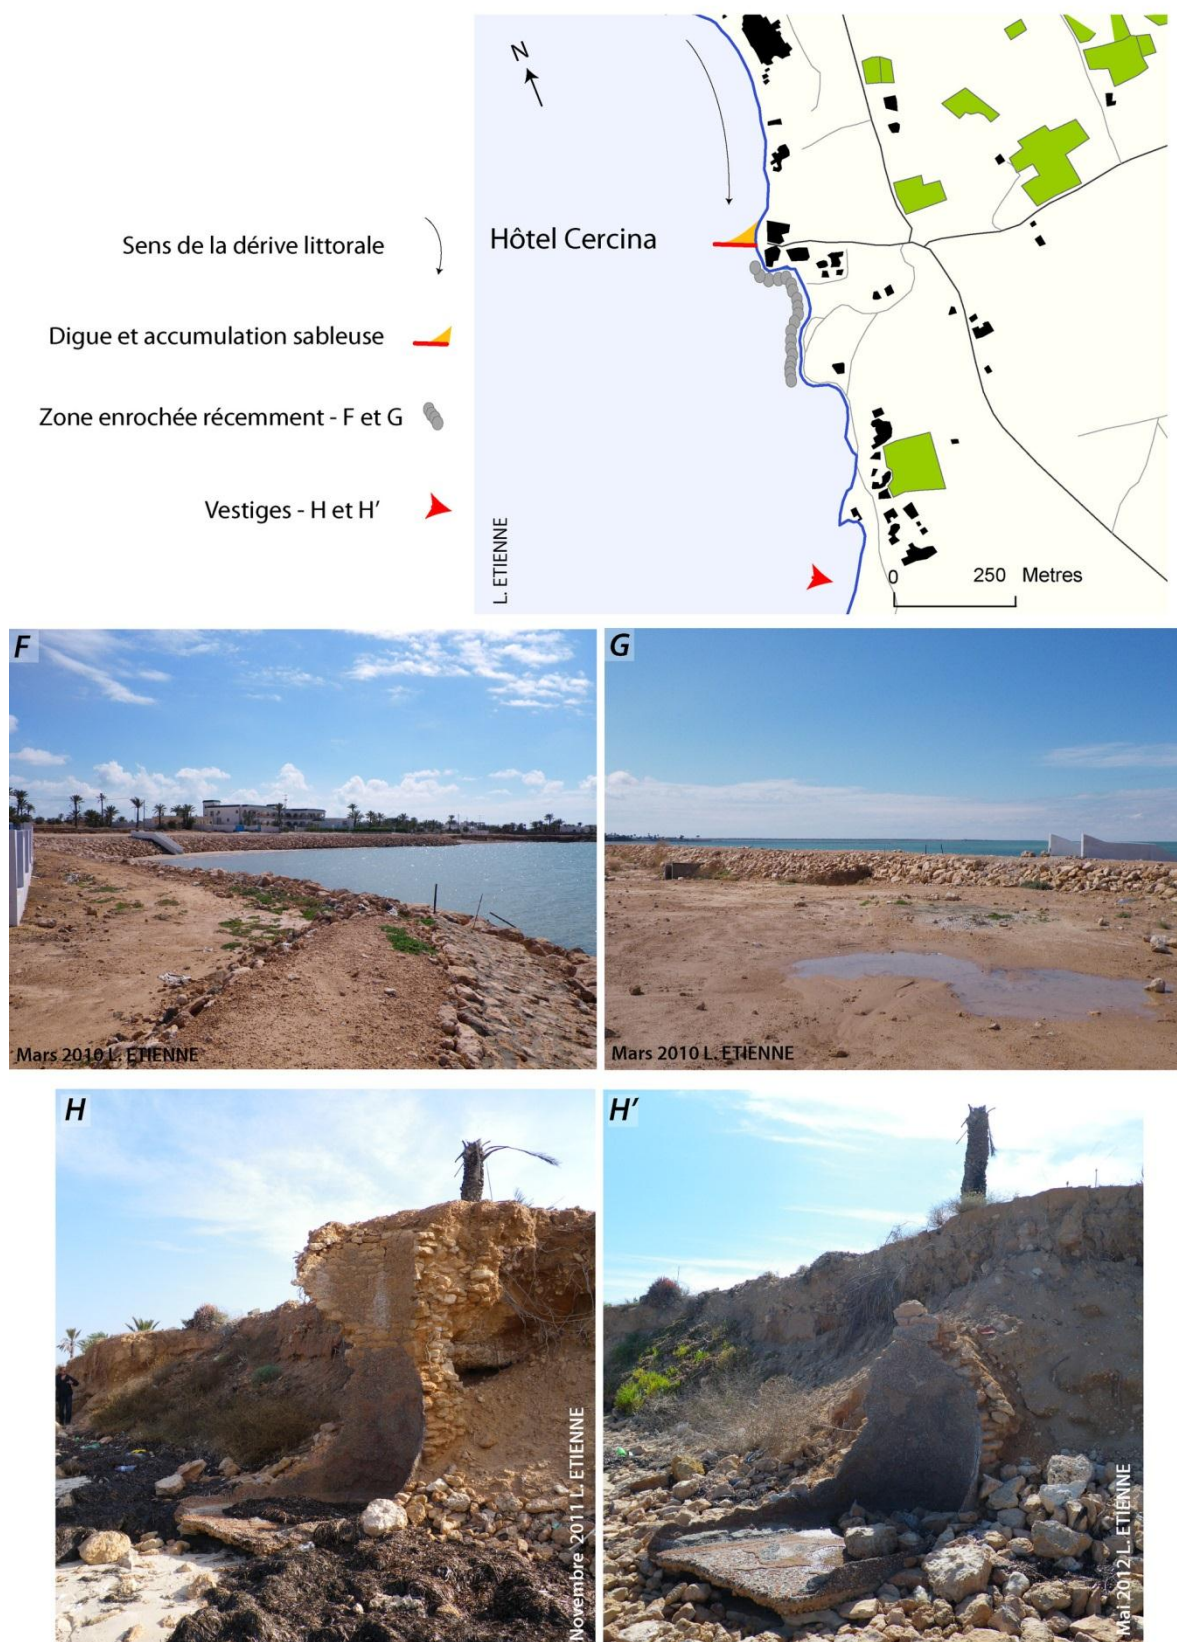 N
Sens de la dérive littorale
Hôtel Cercina
Digue et accumulation sableuse
Zone enrochée récemment - F et G
Vestiges - H et H'
L. ETIENNE
0 250 Metres
F
Mars 2010 L. ETIENNE
G
Mars 2010 L. ETIENNE
H
Novembre 2011 L. ETIENNE
H'
Mai 2012 L. ETIENNE